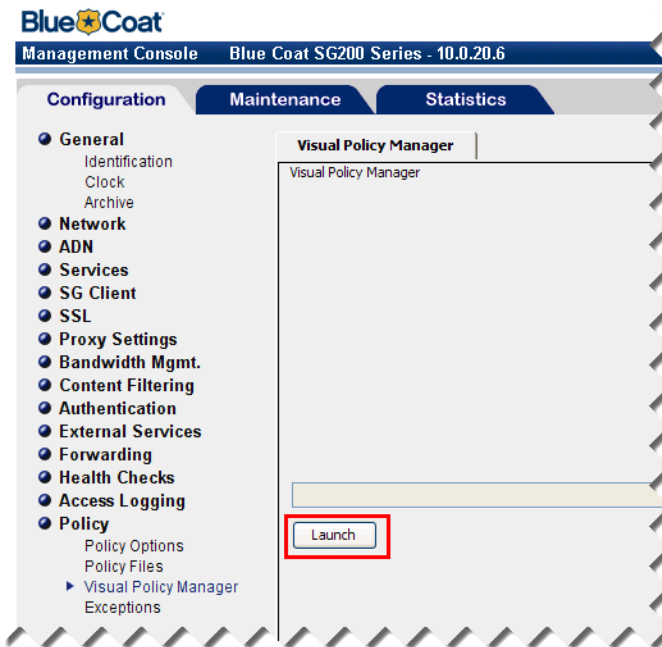 Blue Coat
Management Console Blue Coat SG200 Series - 10.0.20.6
Configuration Maintenance Statistics
General
Identification
Clock
Archive
Network
ADN
Services
SG Client
SSL
Proxy Settings
Bandwidth Mgmt.
Content Filtering
Authentication
External Services
Forwarding
Health Checks
Access Logging
Policy
Policy Options
Policy Files
Visual Policy Manager
Exceptions
Visual Policy Manager
Visual Policy Manager
Launch